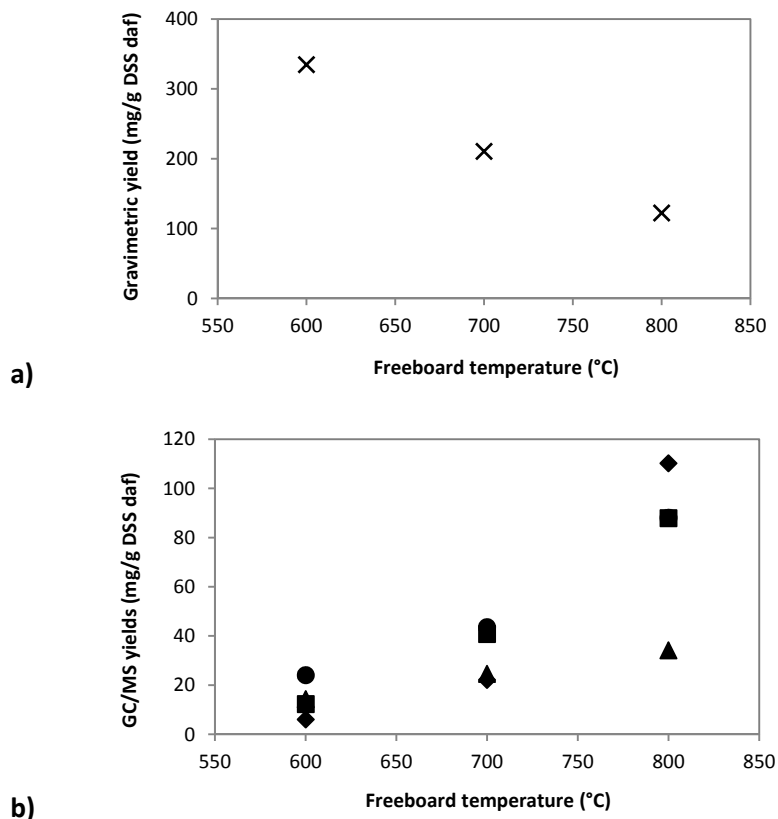 400
300
200
100
0
Gravimetric yield (mg/g DSS daf)
550 600 650 700 750 800 850
Freeboard temperature (°C)
a)
120
100
80
60
40
20
0
GC/MS yields (mg/g DSS daf)
550 600 650 700 750 800 850
Freeboard temperature (°C)
b)